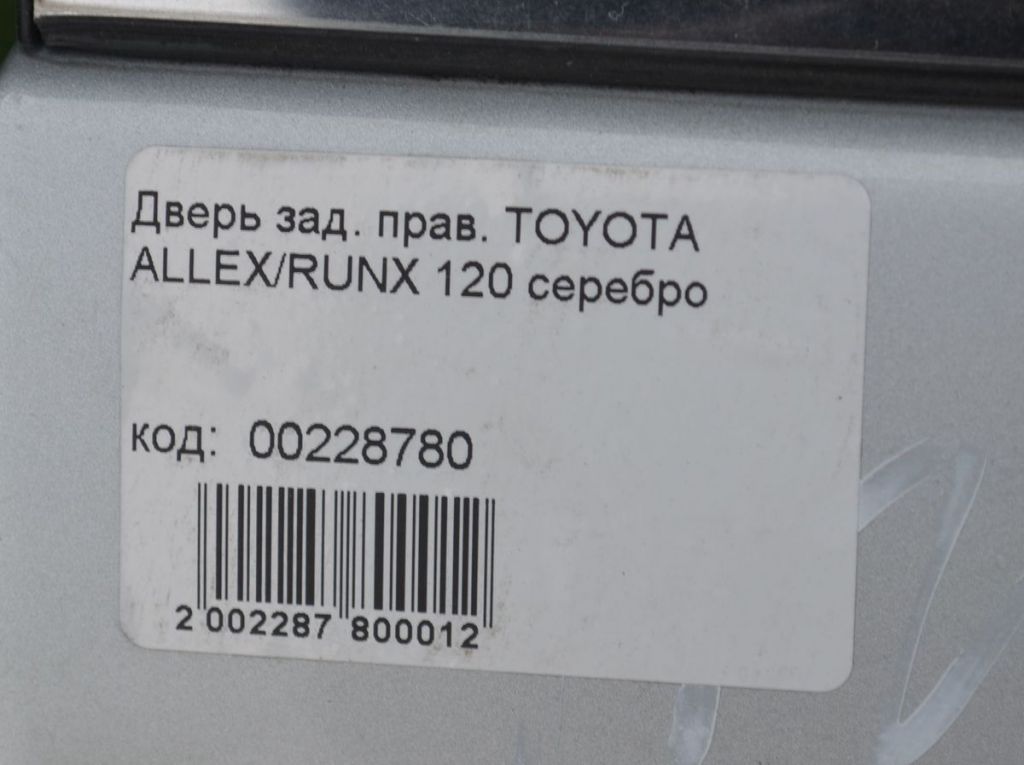 Дверь зад. прав. TOYOTA
ALLEX/RUNX 120 серебро
код: 00228780
2 002287 800012